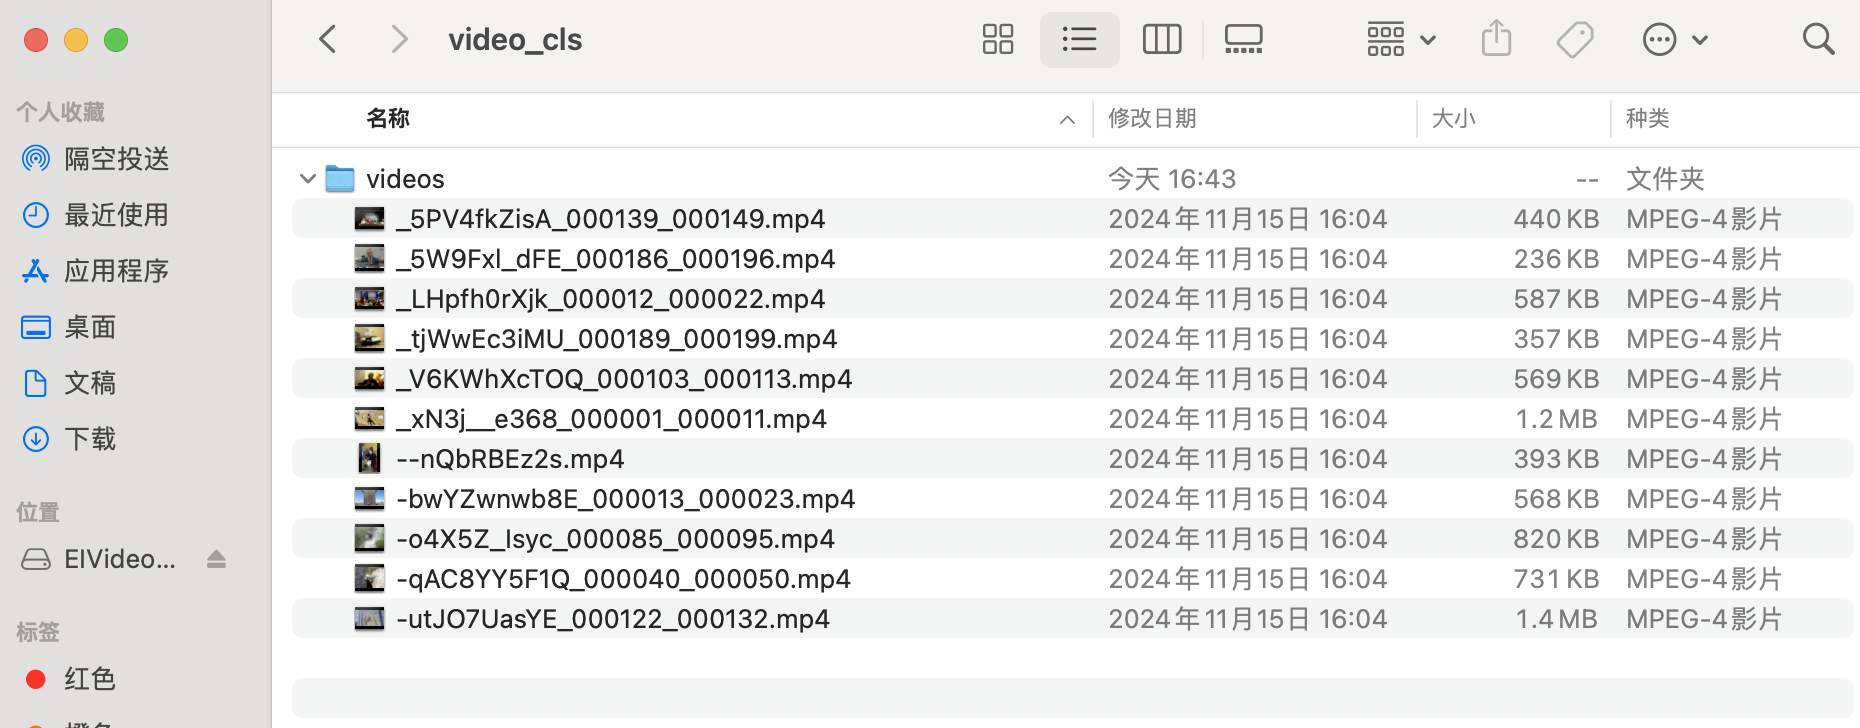 video_cls
个人收藏
隔空投送
最近使用
应用程序
桌面
文稿
下载
位置
EIVideo...
标签
红色
橙色
名称 修改日期 大小 种类
videos 今天 16:43 -- 文件夹
_5PV4fkZisA_000139_000149.mp4 2024年11月15日 16:04 440 KB MPEG-4影片
_5W9Fxl_dFE_000186_000196.mp4 2024年11月15日 16:04 236 KB MPEG-4影片
_LHpfh0rXjk_000012_000022.mp4 2024年11月15日 16:04 587 KB MPEG-4影片
_tjWwEc3iMU_000189_000199.mp4 2024年11月15日 16:04 357 KB MPEG-4影片
_V6KWhXcTOQ_000103_000113.mp4 2024年11月15日 16:04 569 KB MPEG-4影片
_xN3j__e368_000001_000011.mp4 2024年11月15日 16:04 1.2 MB MPEG-4影片
--nQbRBEz2s.mp4 2024年11月15日 16:04 393 KB MPEG-4影片
-bwYZwnwb8E_000013_000023.mp4 2024年11月15日 16:04 568 KB MPEG-4影片
-o4X5Z_Isyc_000085_000095.mp4 2024年11月15日 16:04 820 KB MPEG-4影片
-qAC8YY5F1Q_000040_000050.mp4 2024年11月15日 16:04 731 KB MPEG-4影片
-utJO7UasYE_000122_000132.mp4 2024年11月15日 16:04 1.4 MB MPEG-4影片